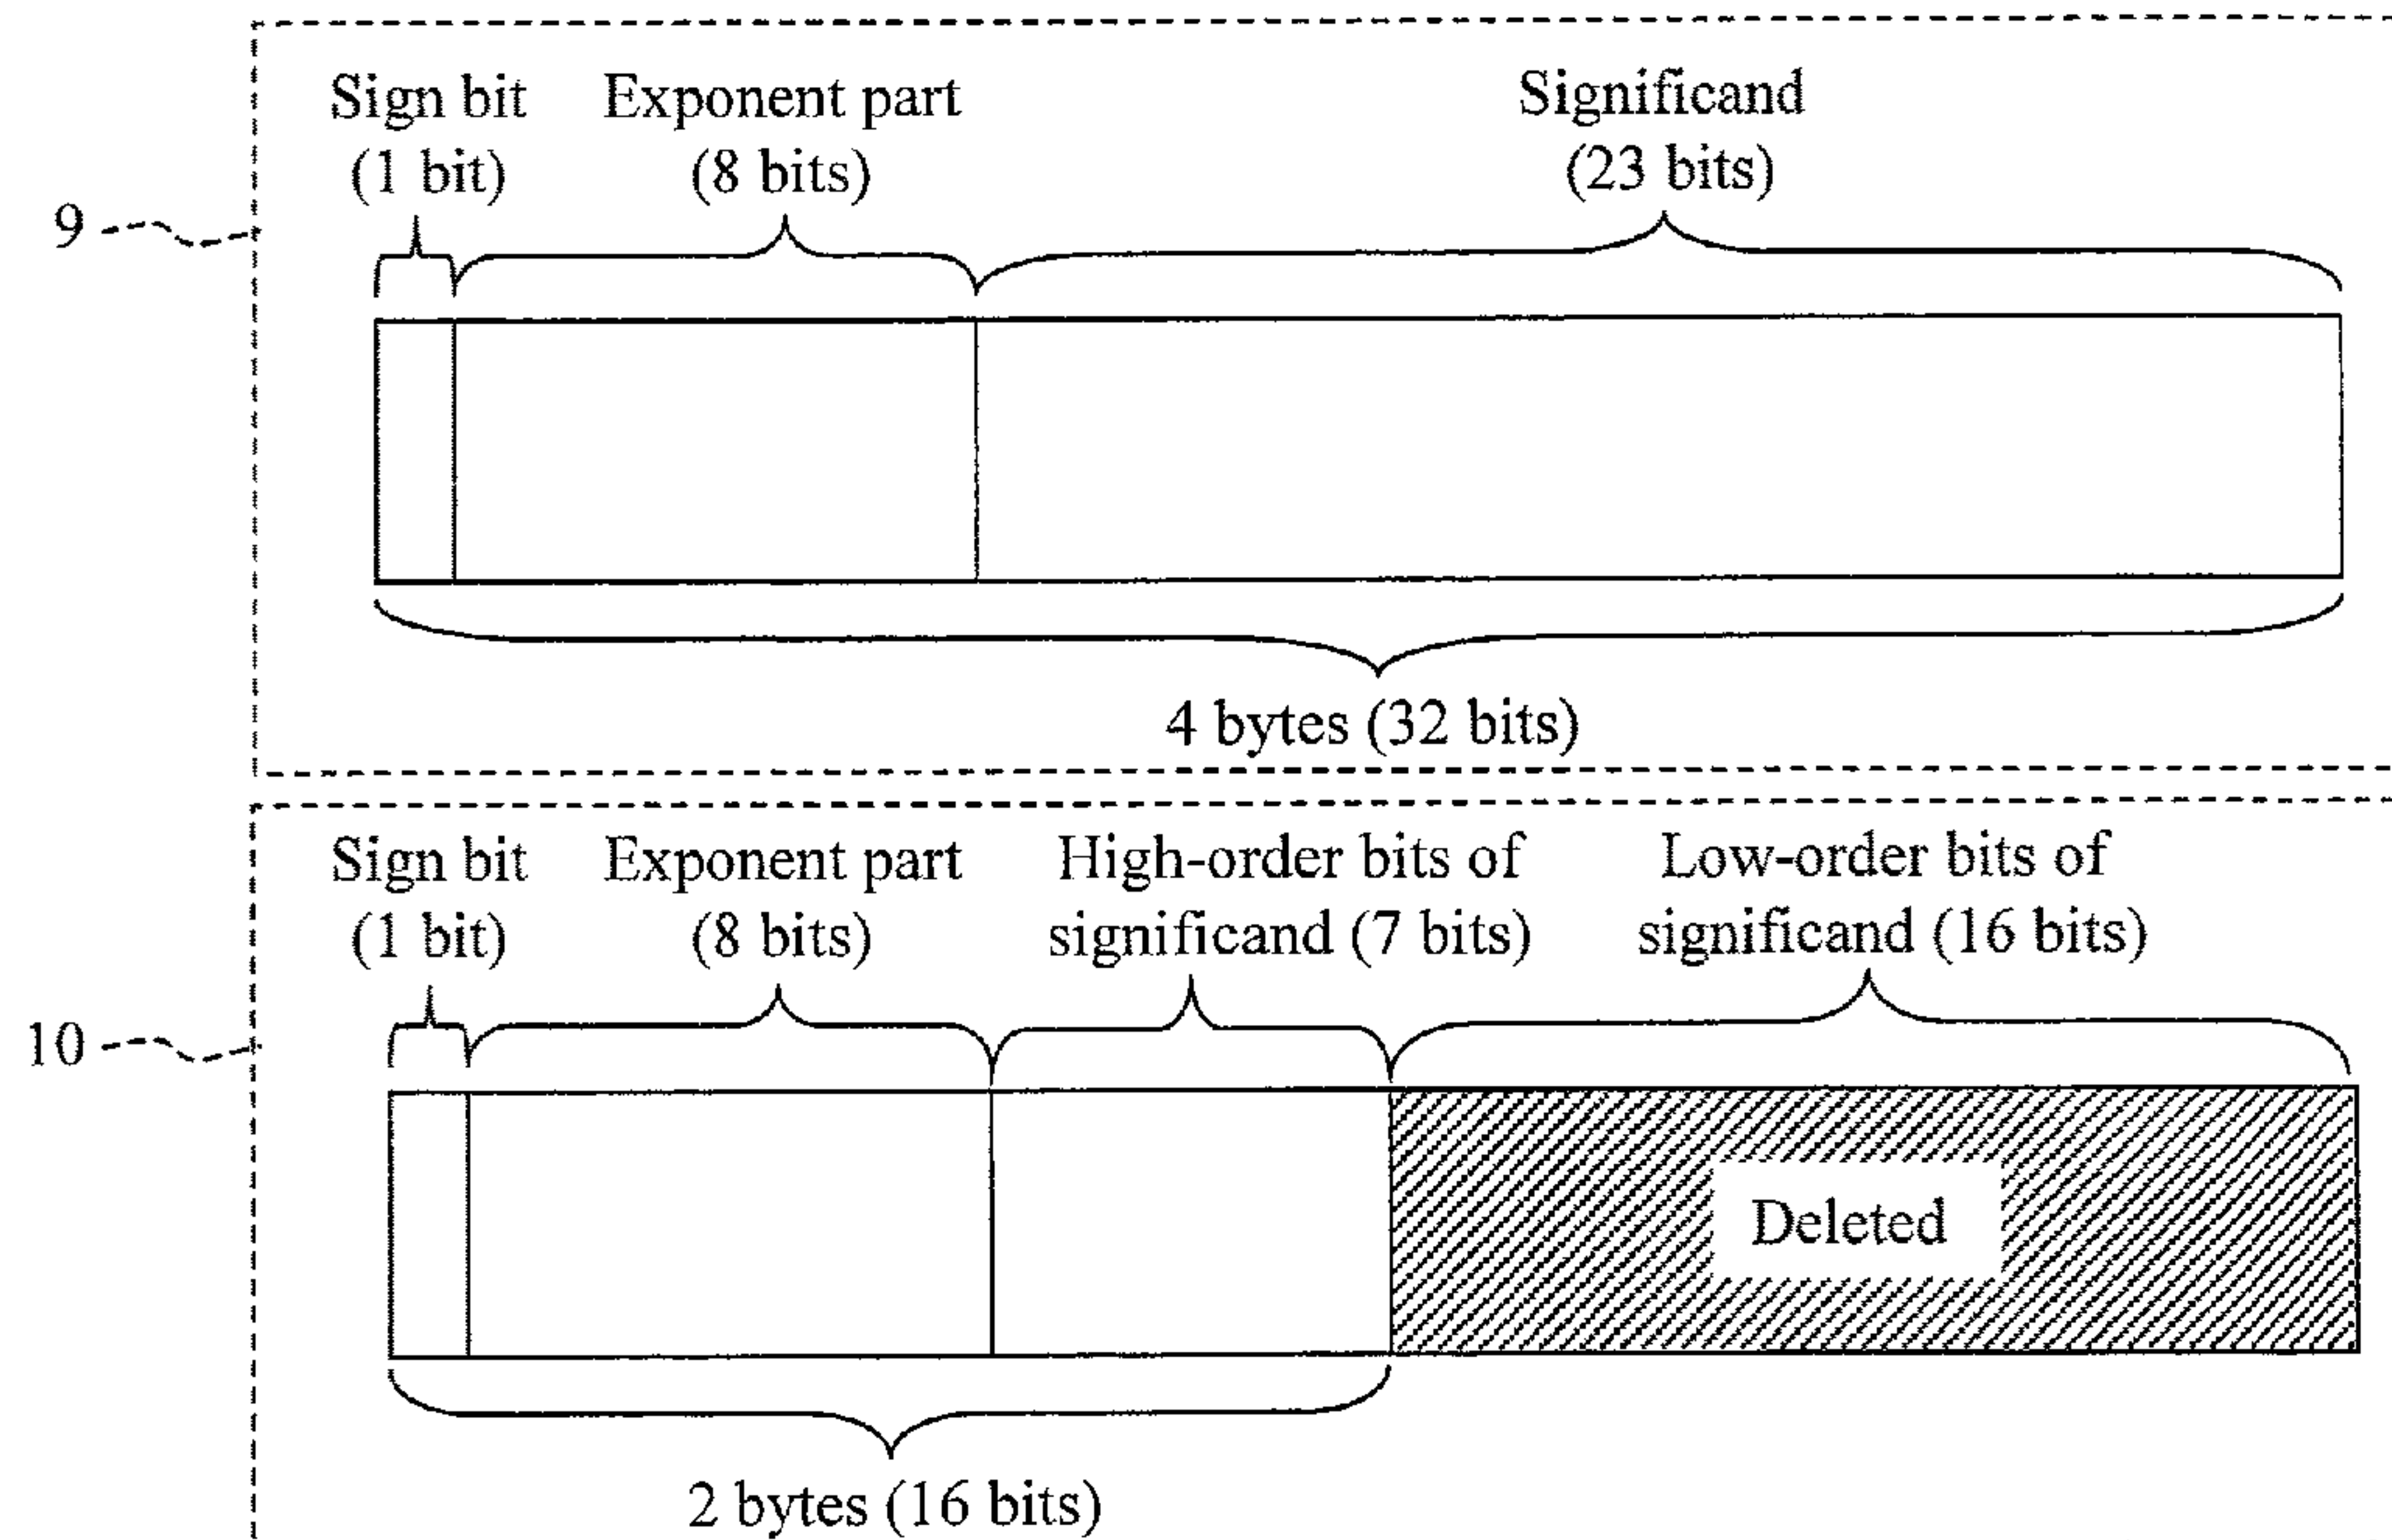 Sign bit
(1 bit)
Exponent part
(8 bits)
Significand
(23 bits)
9
4 bytes (32 bits)
Sign bit
(1 bit)
Exponent part
(8 bits)
High-order bits of
significand (7 bits)
Low-order bits of
significand (16 bits)
10
Deleted
2 bytes (16 bits)